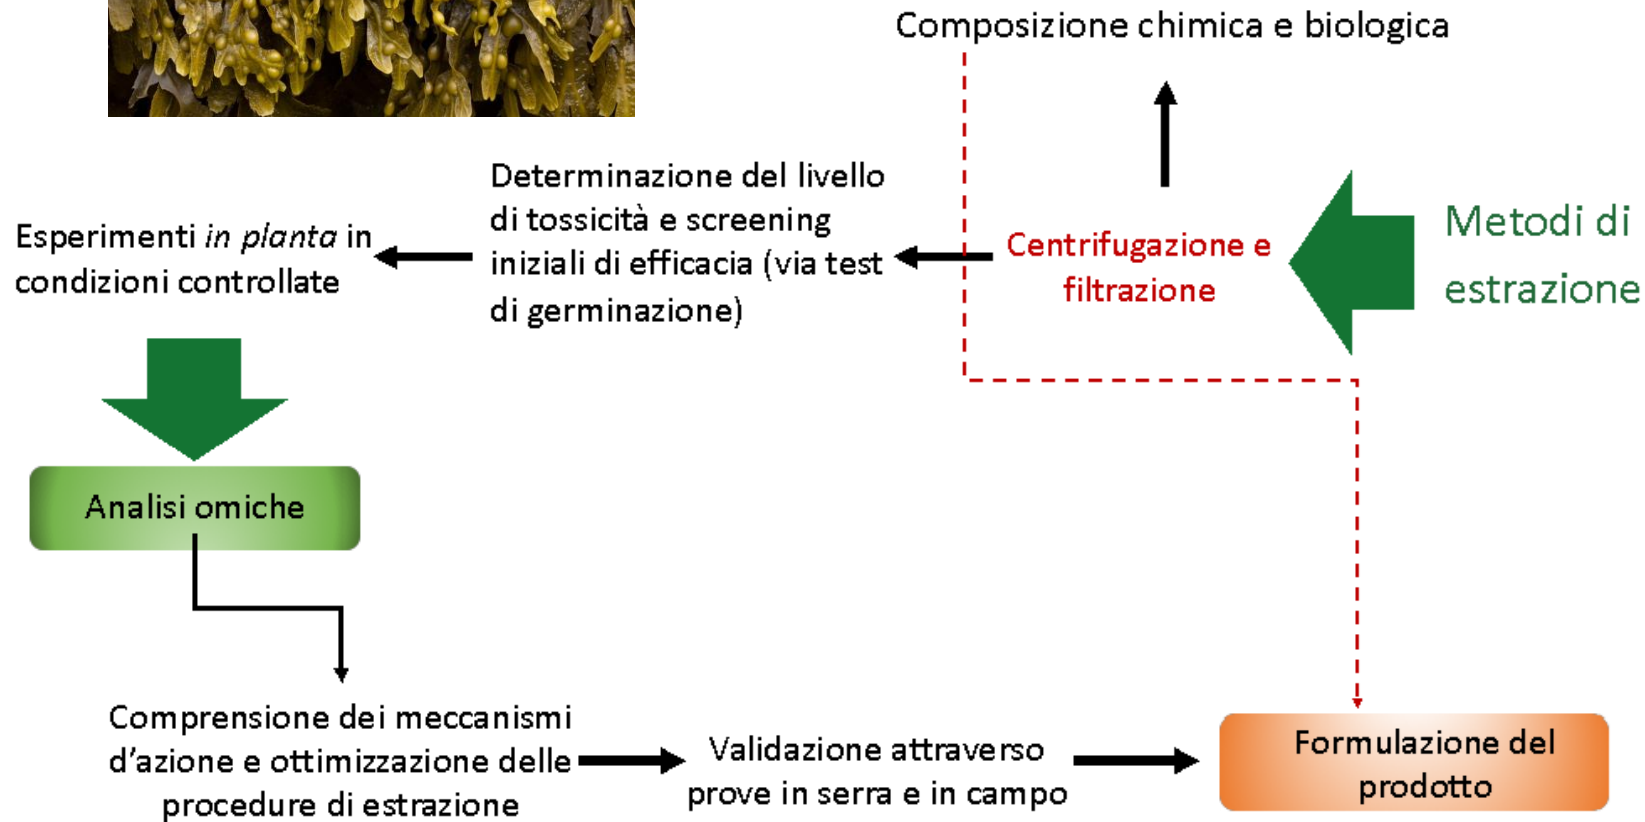 Composizione chimica e biologica
Determinazione del livello
di tossicità e screening
iniziali di efficacia (via test
di germinazione)
Esperimenti in planta in
condizioni controllate
Centrifugazione e
filtrazione
Metodi di
estrazione
Analisi omiche
Comprensione dei meccanismi
d’azione e ottimizzazione delle
procedure di estrazione
Validazione attraverso
prove in serra e in campo
Formulazione del
prodotto